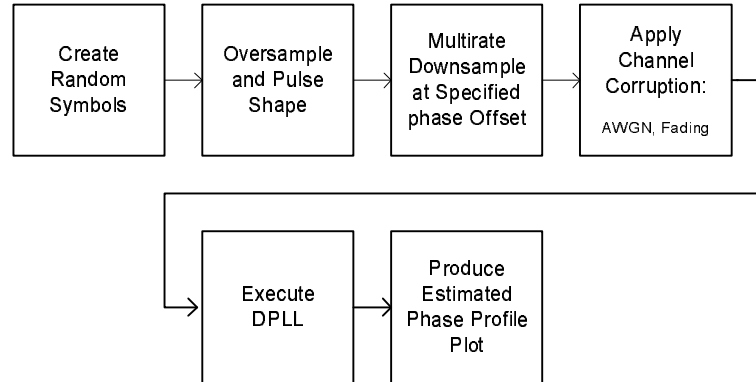 Create
Random
Symbols
Oversample
and Pulse
Shape
Multirate
Downsample
at Specified
phase Offset
Apply
Channel
Corruption:
AWGN, Fading
Execute
DPLL
Produce
Estimated
Phase Profile
Plot